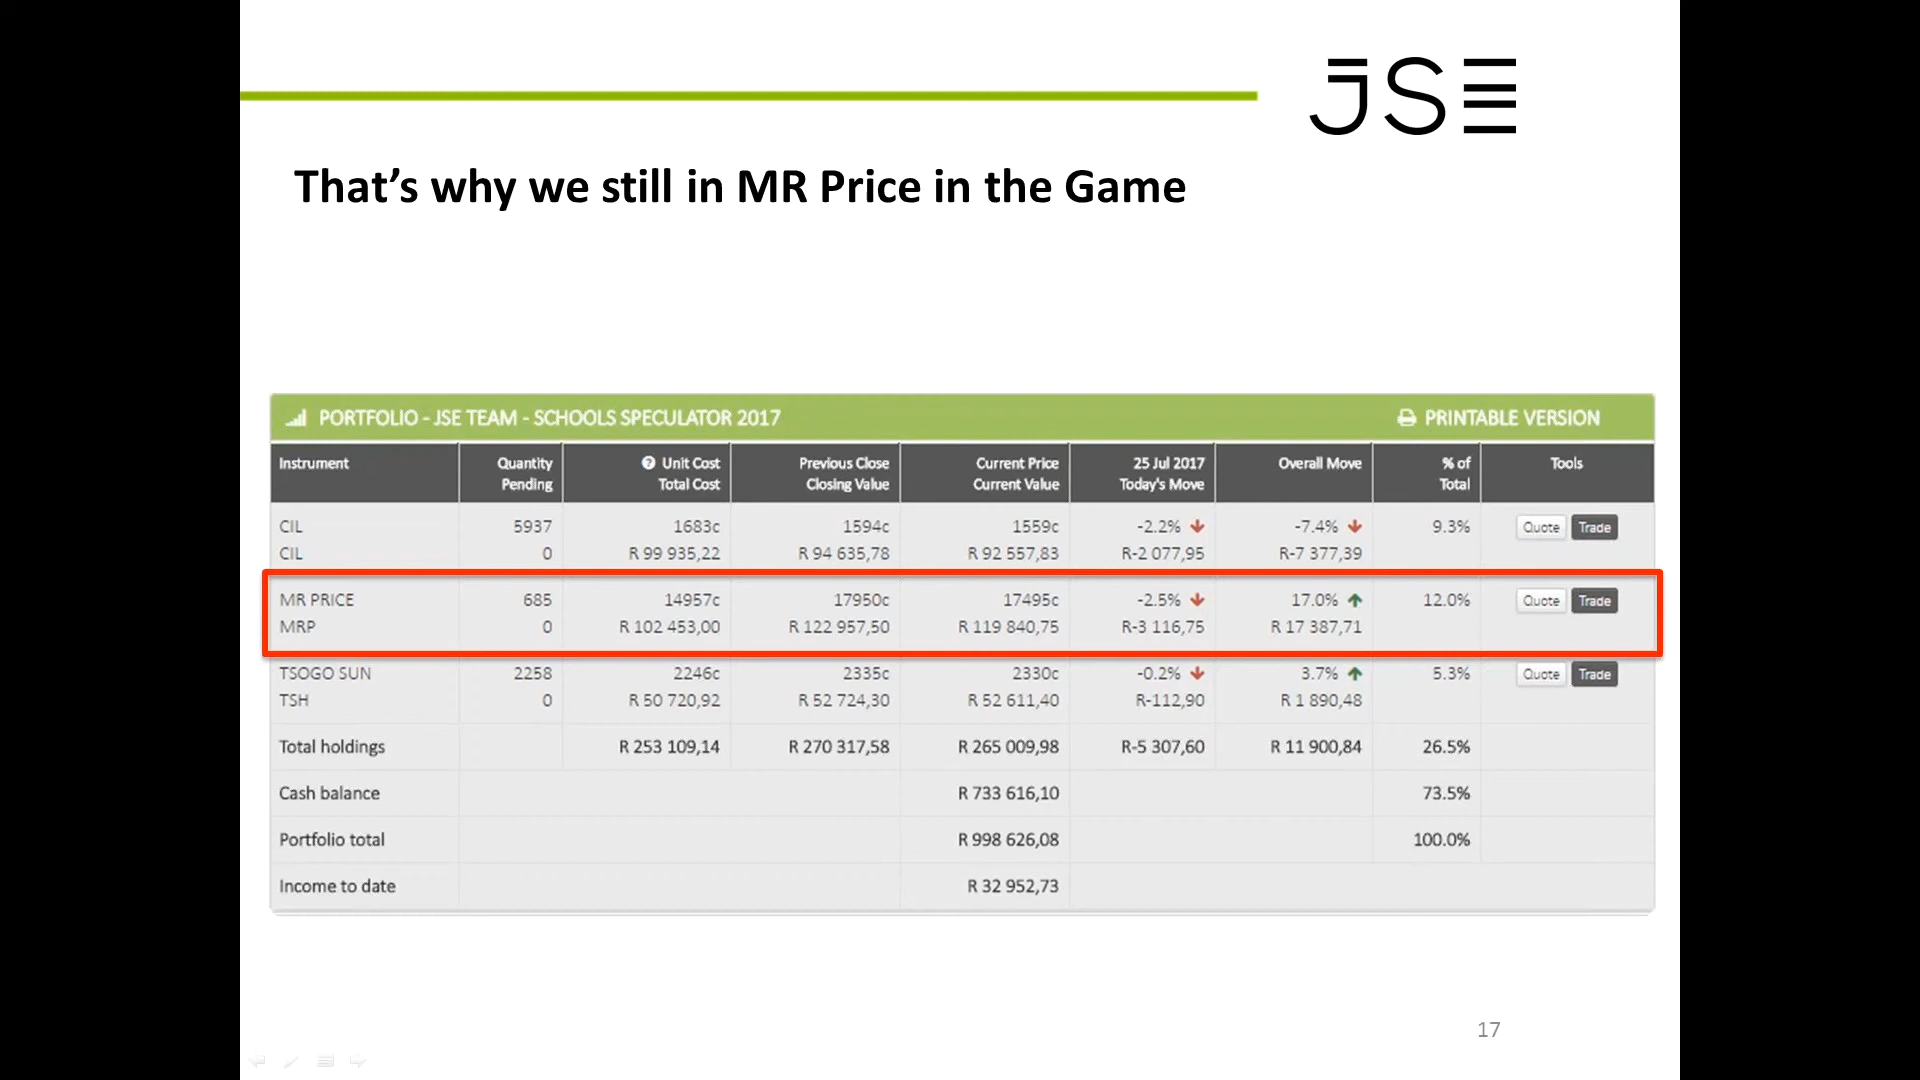 JSE
That’s why we still in MR Price in the Game
PORTFOLIO - JSE TEAM - SCHOOLS SPECULATOR 2017 PRINTABLE VERSION
Instrument Quantity ? Unit Cost Previous Close Current Price 25 Jul 2017 Overall Move % of Tools
Pending Total Cost Closing Value Current Value Today's Move Total
CIL 5937 1683c 1594c 1559c -2.2% -7.4% 9.3% Quote Trade
CIL 0 R 99 935,22 R 94 635,78 R 92 557,83 R-2 077,95 R-7 377,39
MR PRICE 685 14957c 17950c 17495c -2.5% 17.0% 12.0% Quote Trade
MRP 0 R 102 453,00 R 122 957,50 R 119 840,75 R-3 116,75 R 17 387,71
TSOGO SUN 2258 2246c 2335c 2330c -0.2% 3.7% 5.3% Quote Trade
TSH 0 R 50 720,92 R 52 724,30 R 52 611,40 R-112,90 R 1 890,48
Total holdings R 253 109,14 R 270 317,58 R 265 009,98 R-5 307,60 R 11 900,84 26.5%
Cash balance R 733 616,10 73.5%
Portfolio total R 998 626,08 100.0%
Income to date R 32 952,73
17